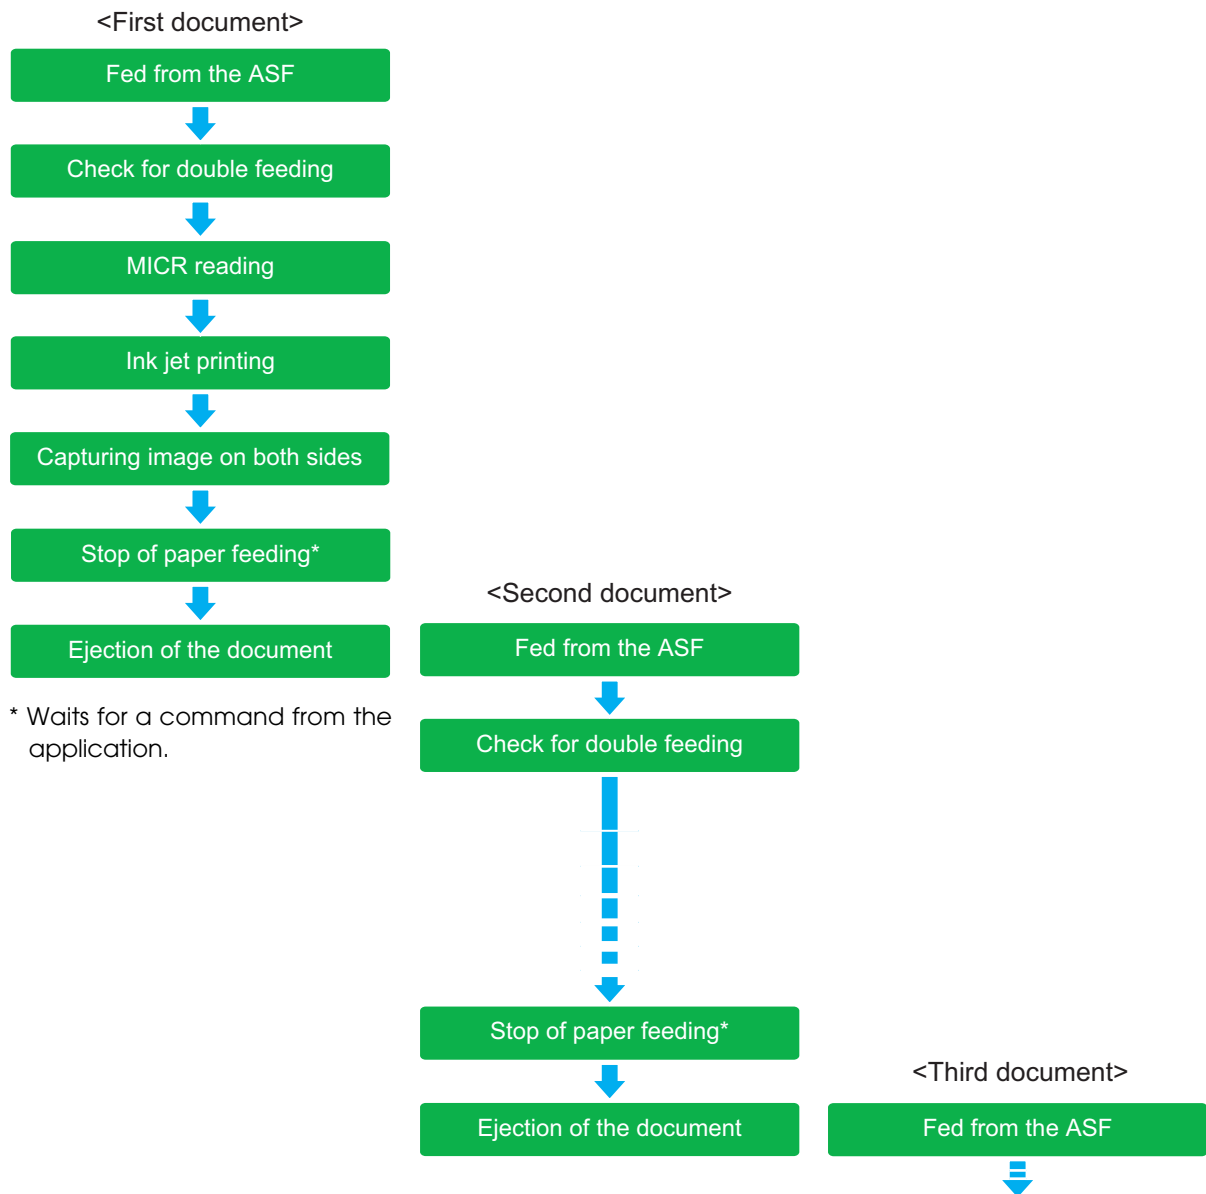 <First document>
Fed from the ASF
Check for double feeding
MICR reading
Ink jet printing
Capturing image on both sides
Stop of paper feeding*
Ejection of the document
* Waits for a command from the
application.
<Second document>
Fed from the ASF
Check for double feeding
Stop of paper feeding*
Ejection of the document
<Third document>
Fed from the ASF